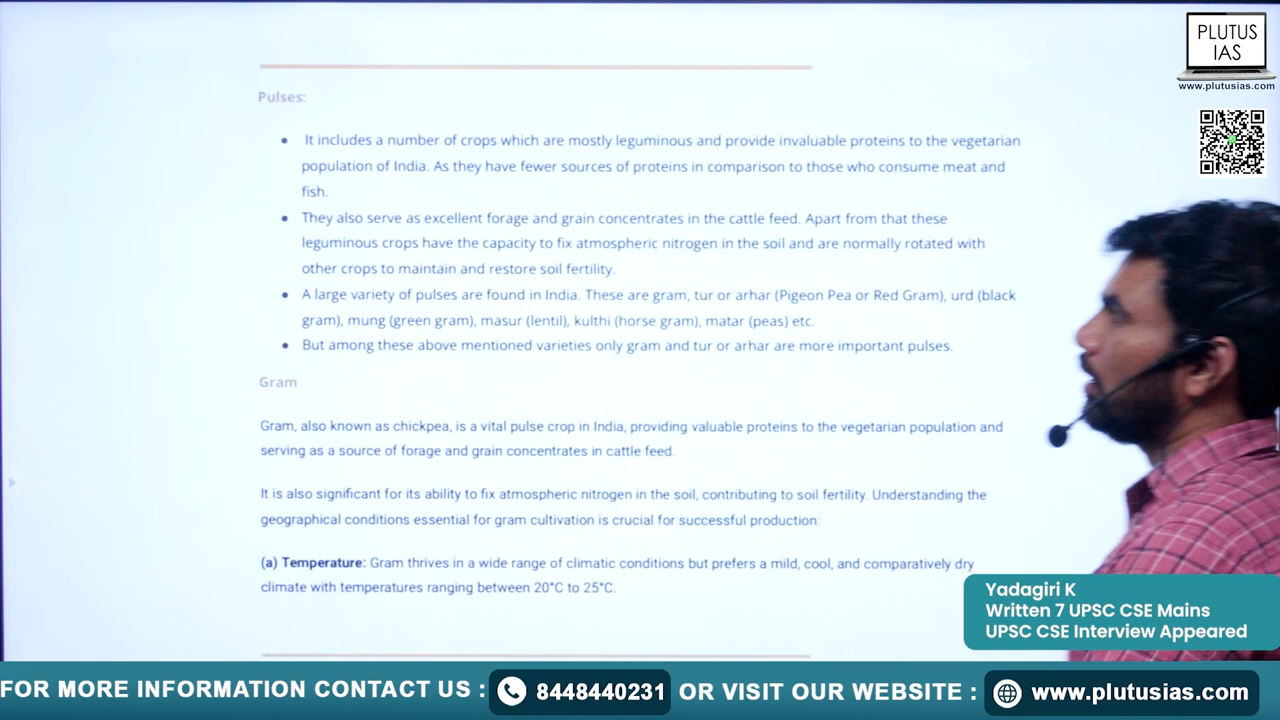 PLUTUS
IAS
www.plutusias.com
Pulses:
• It includes a number of crops which are mostly leguminous and provide invaluable proteins to the vegetarian
population of India. As they have fewer sources of proteins in comparison to those who consume meat and
fish.
• They also serve as excellent forage and grain concentrates in the cattle feed. Apart from that these
leguminous crops have the capacity to fix atmospheric nitrogen in the soil and are normally rotated with
other crops to maintain and restore soil fertility.
• A large variety of pulses are found in India. These are gram, tur or arhar (Pigeon Pea or Red Gram), urd (black
gram), mung (green gram), masur (lentil), kulthi (horse gram), matar (peas) etc.
• But among these above mentioned varieties only gram and tur or arhar are more important pulses.
Gram
Gram, also known as chickpea, is a vital pulse crop in India, providing valuable proteins to the vegetarian population and
serving as a source of forage and grain concentrates in cattle feed.
It is also significant for its ability to fix atmospheric nitrogen in the soil, contributing to soil fertility. Understanding the
geographical conditions essential for gram cultivation is crucial for successful production:
(a) Temperature: Gram thrives in a wide range of climatic conditions but prefers a mild, cool, and comparatively dry
climate with temperatures ranging between 20°C to 25°C.
Yadagiri K
Written 7 UPSC CSE Mains
UPSC CSE Interview Appeared
FOR MORE INFORMATION CONTACT US : 8448440231 OR VISIT OUR WEBSITE : www.plutusias.com